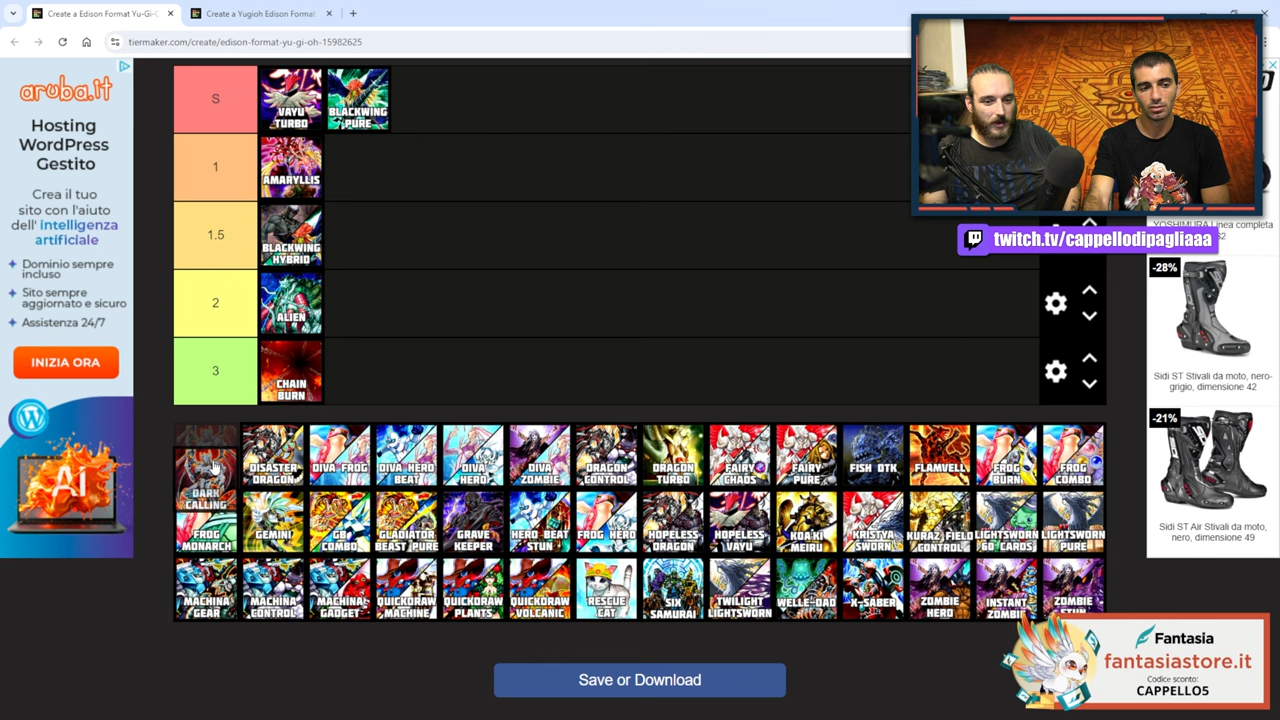 Create a Edison Format Yu-Gi-O
Create a Yugioh Edison Format
tiermaker.com/create/edison-format-yu-gi-oh-15982625
aruba.it
Hosting
WordPress
Gestito
Crea il tuo
sito con l'aiuto
dell' intelligenza
artificiale
Dominio sempre
incluso
Sito sempre
aggiornato e sicuro
Assistenza 24/7
INIZIA ORA
AI
S
VAYU
TURBO
BLACKWING
PURE
1
AMARYLLIS
1.5
BLACKWING
HYBRID
2
ALIEN
3
CHAIN
BURN
DARK
CALLING
DISASTER
DRAGON
DIVA FROG
DIVA HERO
BEAT
DIVA
HERO
DIVA
ZOMBIE
DRAGON
CONTROL
DRAGON
TURBO
FAIRY
CHAOS
FAIRY
PURE
FISH OTK
FLAMVELL
FROG
BURN
FROG
COMBO
FROG
MONARCH
GEMINI
GB
COMBO
GLADIATOR
BEAST PURE
GRAVE
KEEPER
HERO BEAT
STUN
FROG HERO
HOPELESS
DRAGON
HOPELESS
VAYU
KOA'KI
MEIRU
KRISTYA
SWORN
KURAZ FIELD
CONTROL
LIGHTSWORN
60 CARDS
LIGHTSWORN
PURE
MACHINA
GEAR
MACHINA
CONTROL
MACHINA
GADGET
QUICKDRAW
MACHINE
QUICKDRAW
PLANTS
QUICKDRAW
VOLCANIC
RESCUE
CAT
SIX
SAMURAI
TWILIGHT
LIGHTSWORN
WELLE-DAD
X-SABER
ZOMBIE
HERO
INSTANT
ZOMBIE
ZOMBIE
STUN
Save or Download
twitch.tv/cappellodipagliaaa
YOSHIMURA Linea completa
-28%
Sidi ST Stivali da moto, nero-
grigio, dimensione 42
-21%
Sidi ST Air Stivali da moto,
nero, dimensione 49
Fantasia
fantasiastore.it
Codice sconto:
CAPPELLO5